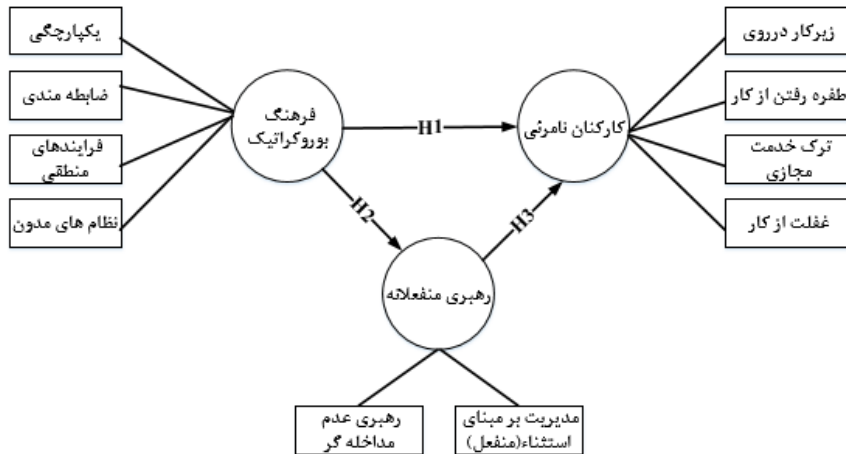 زیرکار درروی
طفره رفتن از کار
ترک خدمت
مجازی
غفلت از کار
کارکنان نامرئی
H1
فرهنگ
بوروکراتیک
یکپارچگی
ضابطه مندی
فرایندهای
منطقی
نظام های مدون
H3
H2
رهبری منفعلانه
مدیریت بر مبنای
استثناء(منفعل)
رهبری عدم
مداخله گر